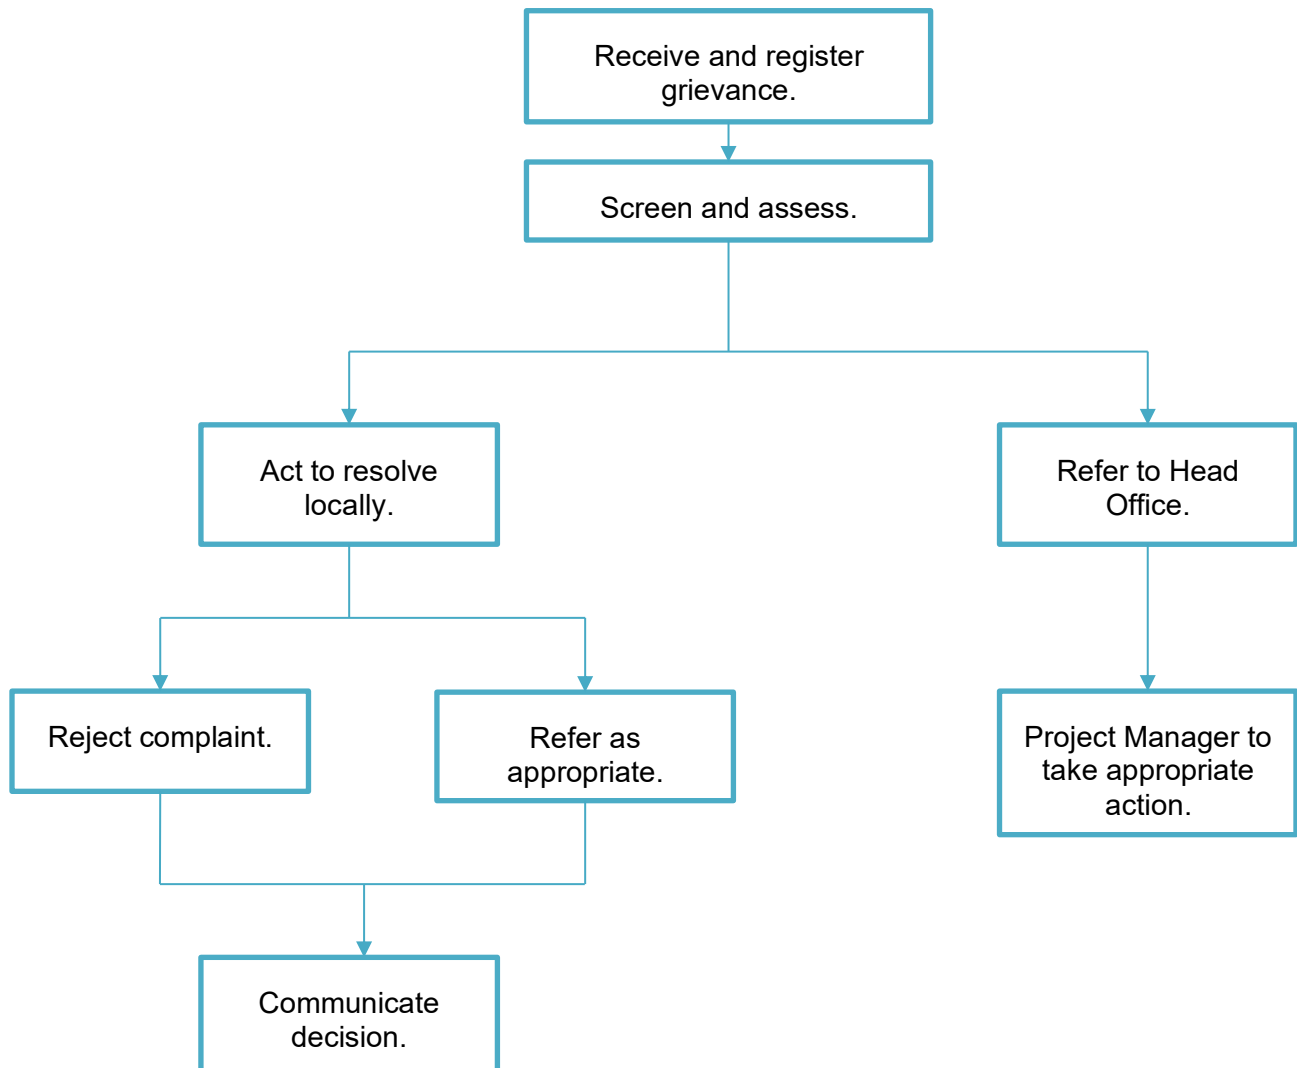 Receive and register
grievance.
Screen and assess.
Act to resolve
locally.
Refer to Head
Office.
Reject complaint.
Refer as
appropriate.
Project Manager to
take appropriate
action.
Communicate
decision.